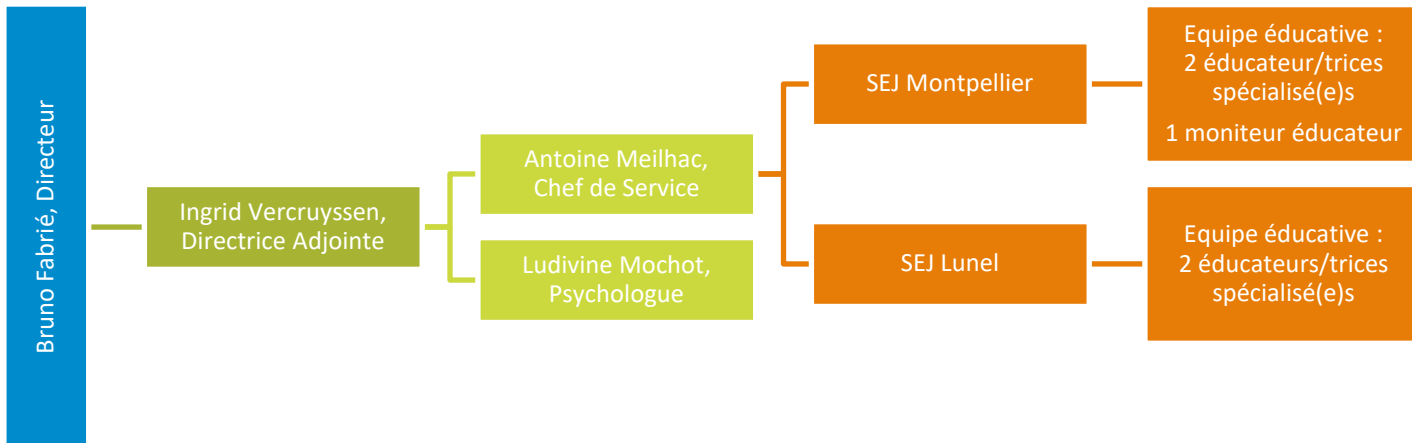 Bruno Fabrié, Directeur
Ingrid Vercruyssen,
Directrice Adjointe
Antoine Meilhac,
Chef de Service
Ludivine Mochot,
Psychologue
SEJ Montpellier
Equipe éducative :
2 éducateur/trices
spécialisé(e)s
1 moniteur éducateur
SEJ Lunel
Equipe éducative :
2 éducateurs/trices
spécialisé(e)s